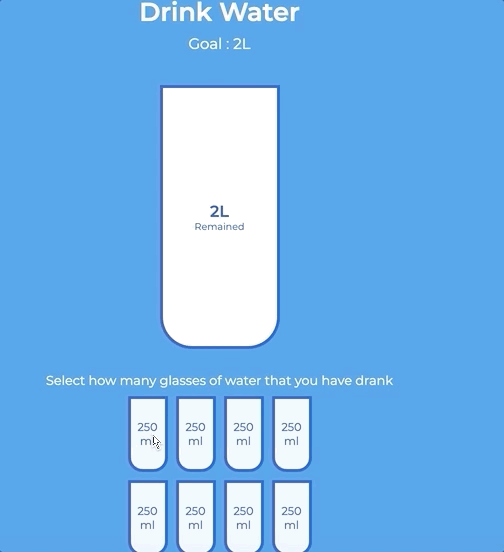 Drink Water
Goal : 2L
2L
Remained
Select how many glasses of water that you have drank
250 250 250 250
ml ml ml ml
250 250 250 250
ml ml ml ml